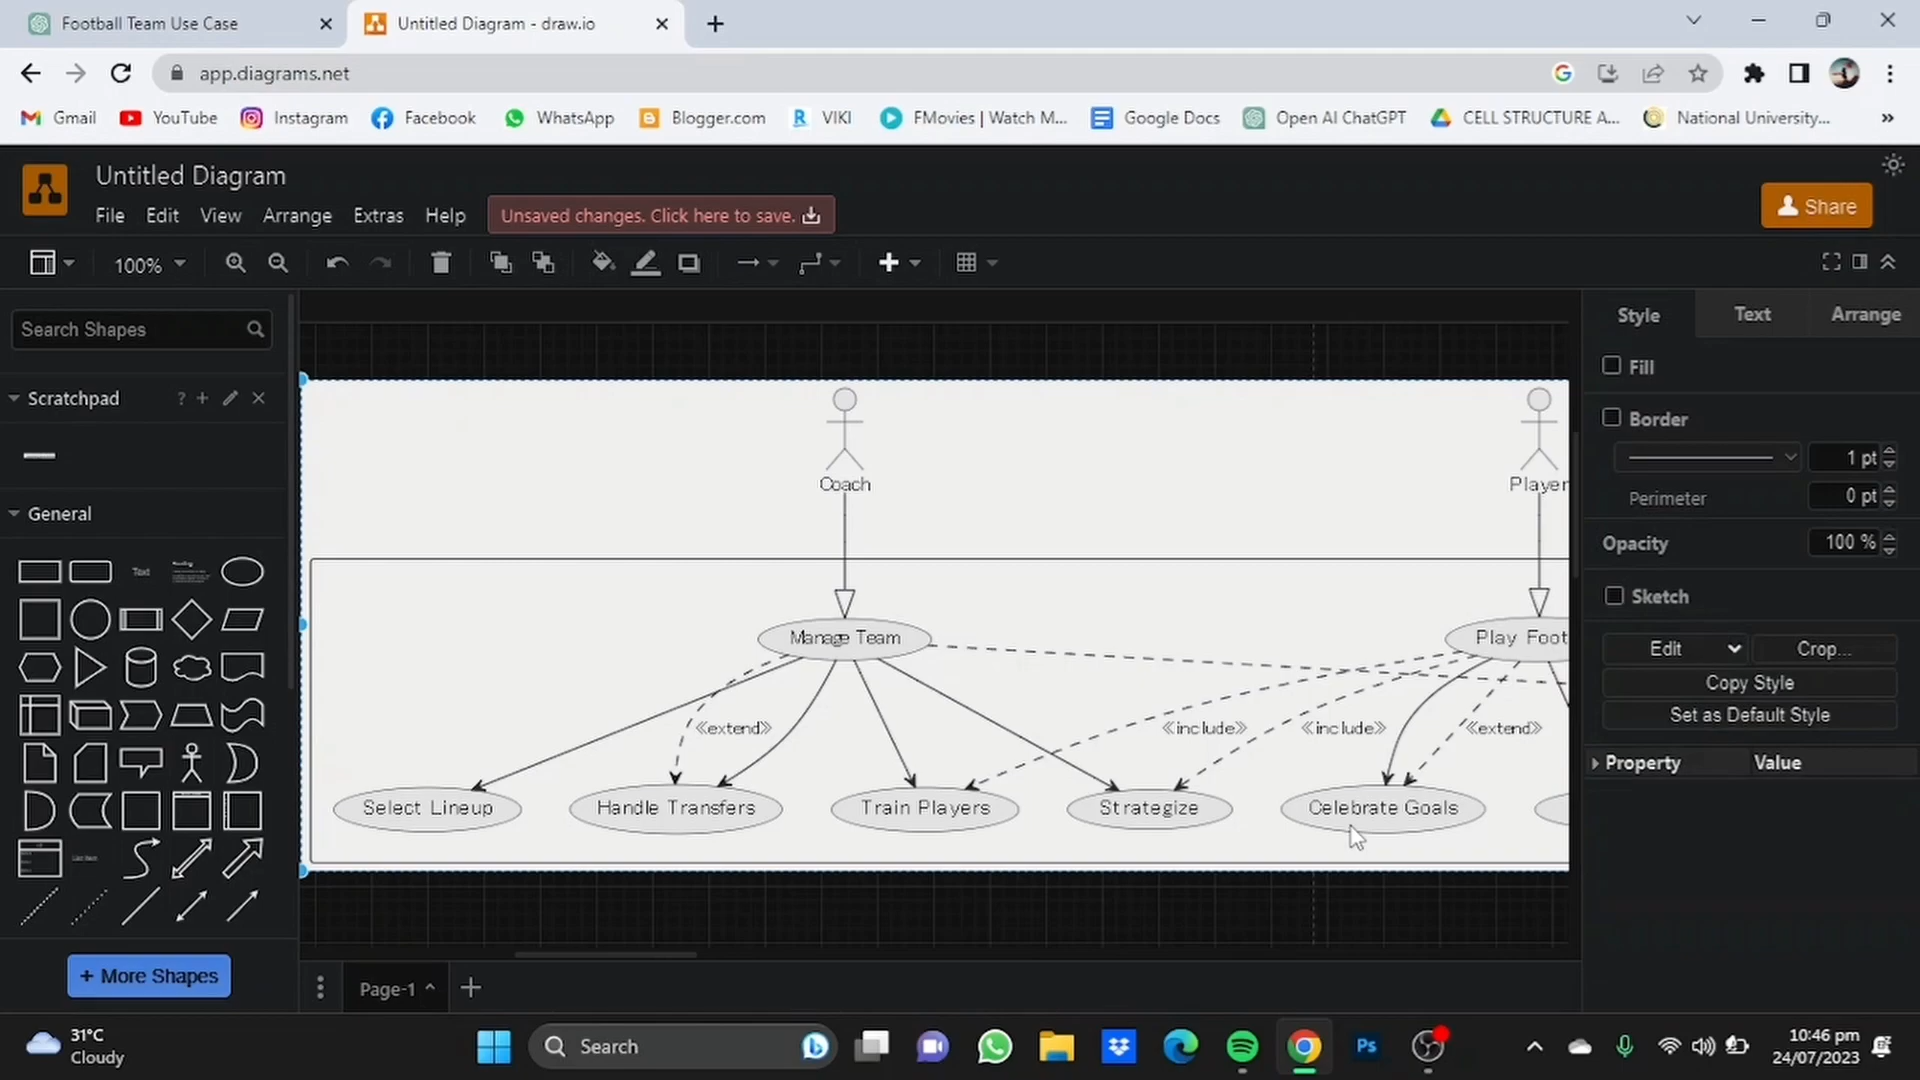 Football Team Use Case
Untitled Diagram - draw.io
app.diagrams.net
Gmail YouTube Instagram Facebook WhatsApp Blogger.com VIKI FMovies | Watch M... Google Docs Open AI ChatGPT CELL STRUCTURE A... National University... »
Untitled Diagram
File Edit View Arrange Extras Help
Unsaved changes. Click here to save.
Share
100%
Search Shapes
Scratchpad
?
General
Text
Heading
List Item
+ More Shapes
Coach
Player
Manage Team
Play Foot
«extend»
«include»
«include»
«extend»
Select Lineup
Handle Transfers
Train Players
Strategize
Celebrate Goals
Page-1
Style Text Arrange
Fill
Border
1 pt
Perimeter 0 pt
Opacity 100 %
Sketch
Edit Crop...
Copy Style
Set as Default Style
Property Value
31°C
Cloudy
Search
Ps
10:46 pm
24/07/2023